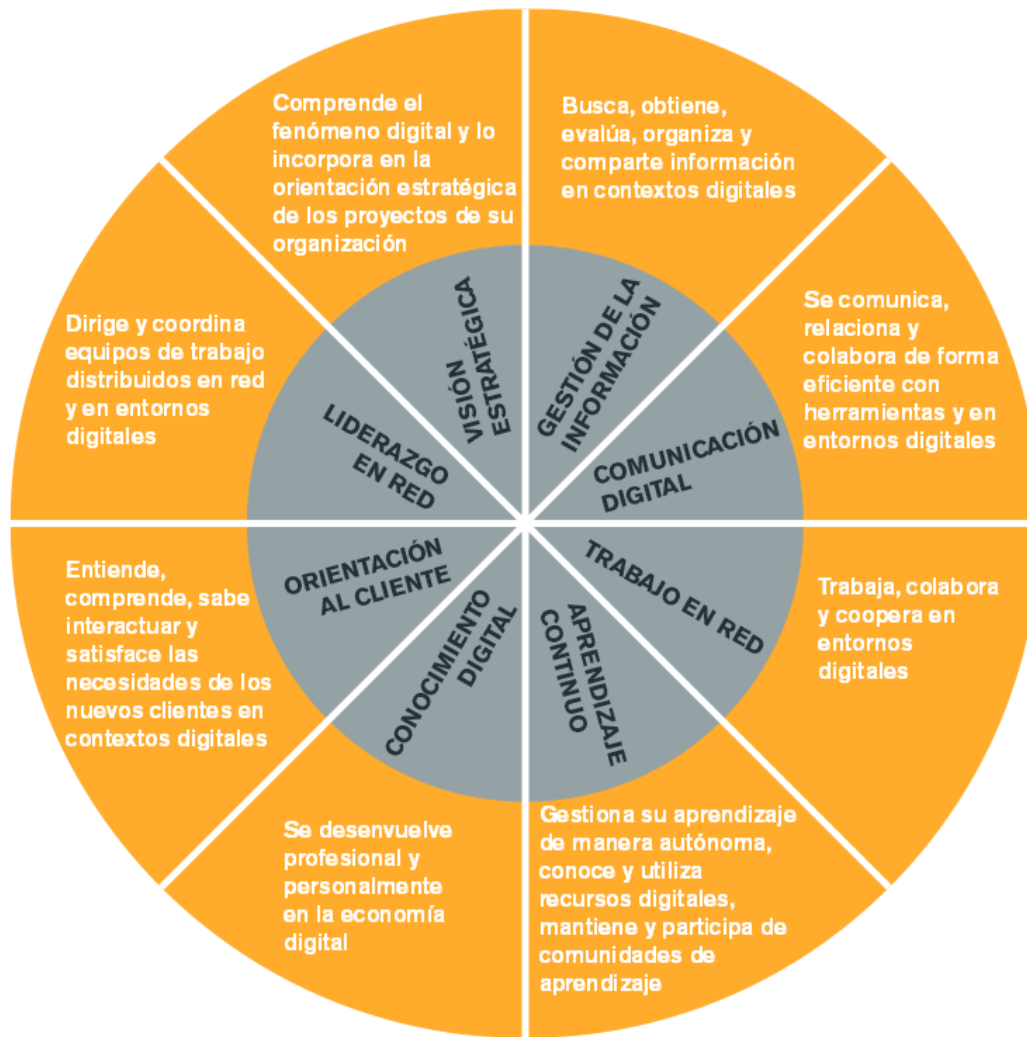 Comprende el
fenómeno digital y lo
incorpora en la
orientación estratégica
de los proyectos de su
organización
VISIÓN
ESTRATÉGICA
Busca, obtiene,
evalúa, organiza y
comparte información
en contextos digitales
GESTIÓN DE LA
INFORMACIÓN
Se comunica,
relaciona y
colabora de forma
eficiente con
herramientas y en
entornos digitales
COMUNICACIÓN
DIGITAL
Trabaja, colabora
y coopera en
entornos
digitales
TRABAJO EN RED
Gestiona su aprendizaje
de manera autónoma,
conoce y utiliza
recursos digitales,
mantiene y participa de
comunidades de
aprendizaje
APRENDIZAJE
CONTINUO
Se desenvuelve
profesional y
personalmente
en la economía
digital
CONOCIMIENTO
DIGITAL
Entiende,
comprende, sabe
interactuar y
satisface las
necesidades de los
nuevos clientes en
contextos digitales
ORIENTACIÓN
AL CLIENTE
Dirige y coordina
equipos de trabajo
distribuidos en red
y en entornos
digitales
LIDERAZGO
EN RED